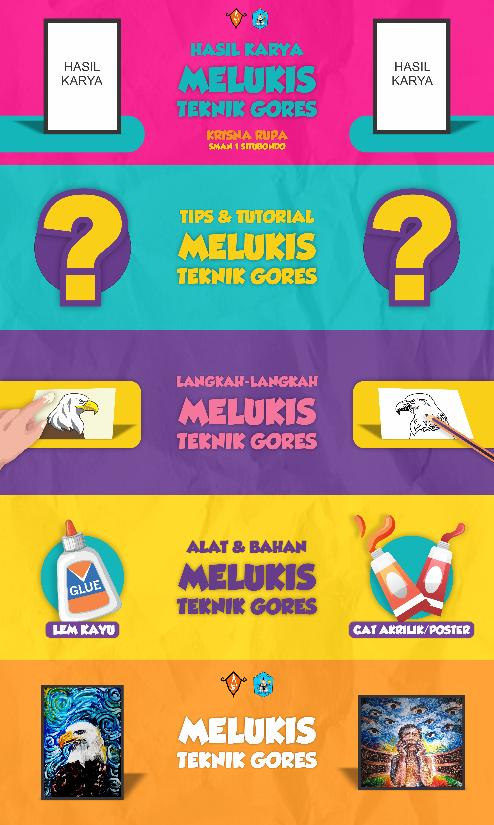 HASIL
KARYA
HASIL KARYA
MELUKIS
TEKNIK GORES
KRISNA RUPA
SMAN 1 SITUBONDO
HASIL
KARYA
TIPS & TUTORIAL
MELUKIS
TEKNIK GORES
LANGKAH-LANGKAH
MELUKIS
TEKNIK GORES
ALAT & BAHAN
MELUKIS
TEKNIK GORES
GLUE
LEM KAYU
CAT AKRILIK/POSTER
MELUKIS
TEKNIK GORES